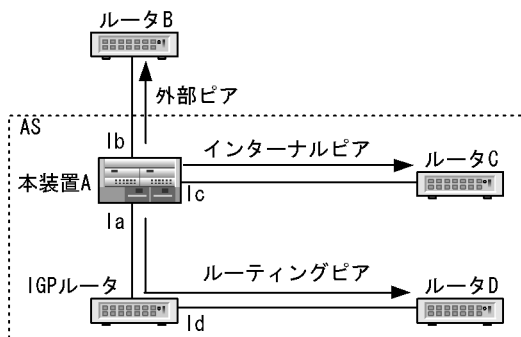 ルータB
外部ピア
AS
Ib
インターナルピア
ルータC
本装置A
Ic
Ia
IGPルータ
ルーティングピア
ルータD
Id